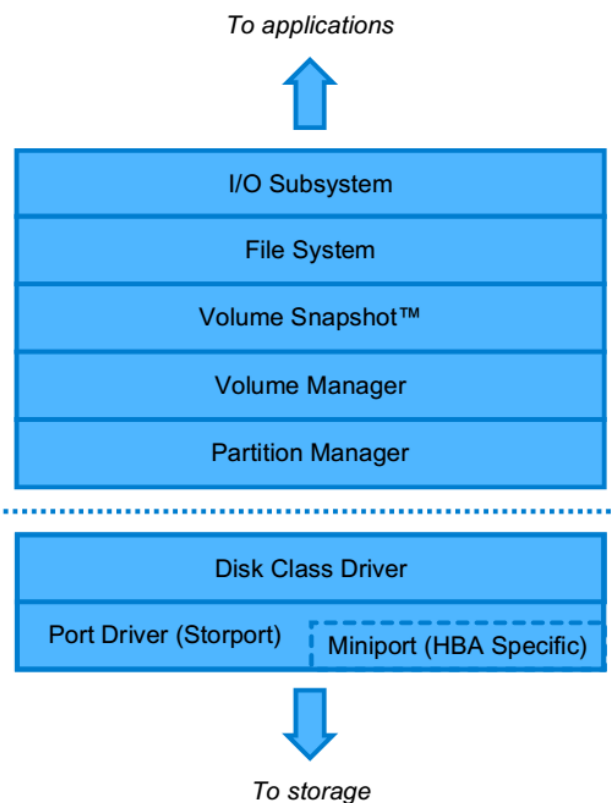 To applications
I/O Subsystem
File System
Volume Snapshot™
Volume Manager
Partition Manager
Disk Class Driver
Port Driver (Storport)
Miniport (HBA Specific)
To storage